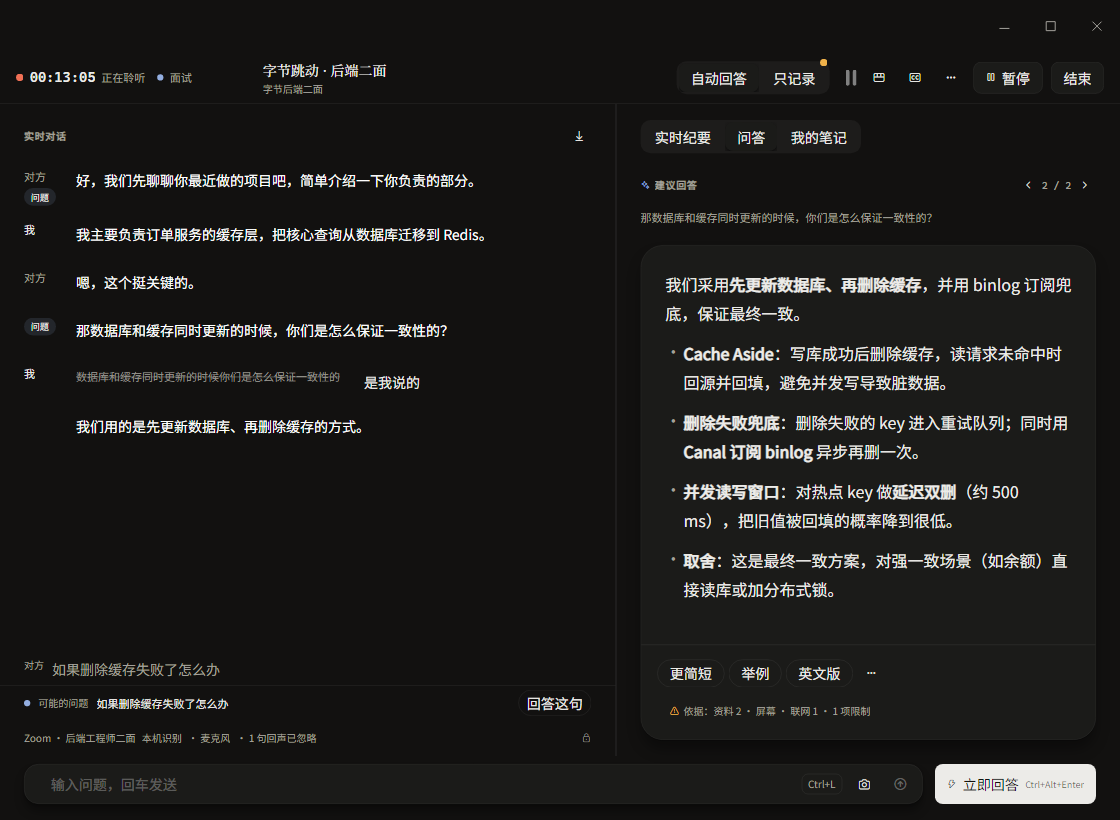 00:13:05 正在聆听 面试
字节跳动 · 后端二面
字节后端二面
自动回答 只记录
CC
暂停
结束
实时对话
对方
问题
好，我们先聊聊你最近做的项目吧，简单介绍一下你负责的部分。
我
我主要负责订单服务的缓存层，把核心查询从数据库迁移到 Redis。
对方
嗯，这个挺关键的。
问题
那数据库和缓存同时更新的时候，你们是怎么保证一致性的？
我
数据库和缓存同时更新的时候你们是怎么保证一致性的 是我说的
我们用的是先更新数据库、再删除缓存的方式。
对方 如果删除缓存失败了怎么办
可能的问题 如果删除缓存失败了怎么办 回答这句
Zoom · 后端工程师二面 本机识别 · 麦克风 · 1 句回声已忽略
实时纪要 问答 我的笔记
建议回答
2 / 2
那数据库和缓存同时更新的时候，你们是怎么保证一致性的？
我们采用先更新数据库、再删除缓存，并用 binlog 订阅兜
底，保证最终一致。
• Cache Aside：写库成功后删除缓存，读请求未命中时
回源并回填，避免并发写导致脏数据。
• 删除失败兜底：删除失败的 key 进入重试队列；同时用
Canal 订阅 binlog 异步再删一次。
• 并发读写窗口：对热点 key 做延迟双删（约 500
ms），把旧值被回填的概率降到很低。
• 取舍：这是最终一致方案，对强一致场景（如余额）直
接读库或加分布式锁。
更简短 举例 英文版 ···
依据：资料 2 · 屏幕 · 联网 1 · 1 项限制
输入问题，回车发送 Ctrl+L
立即回答 Ctrl+Alt+Enter